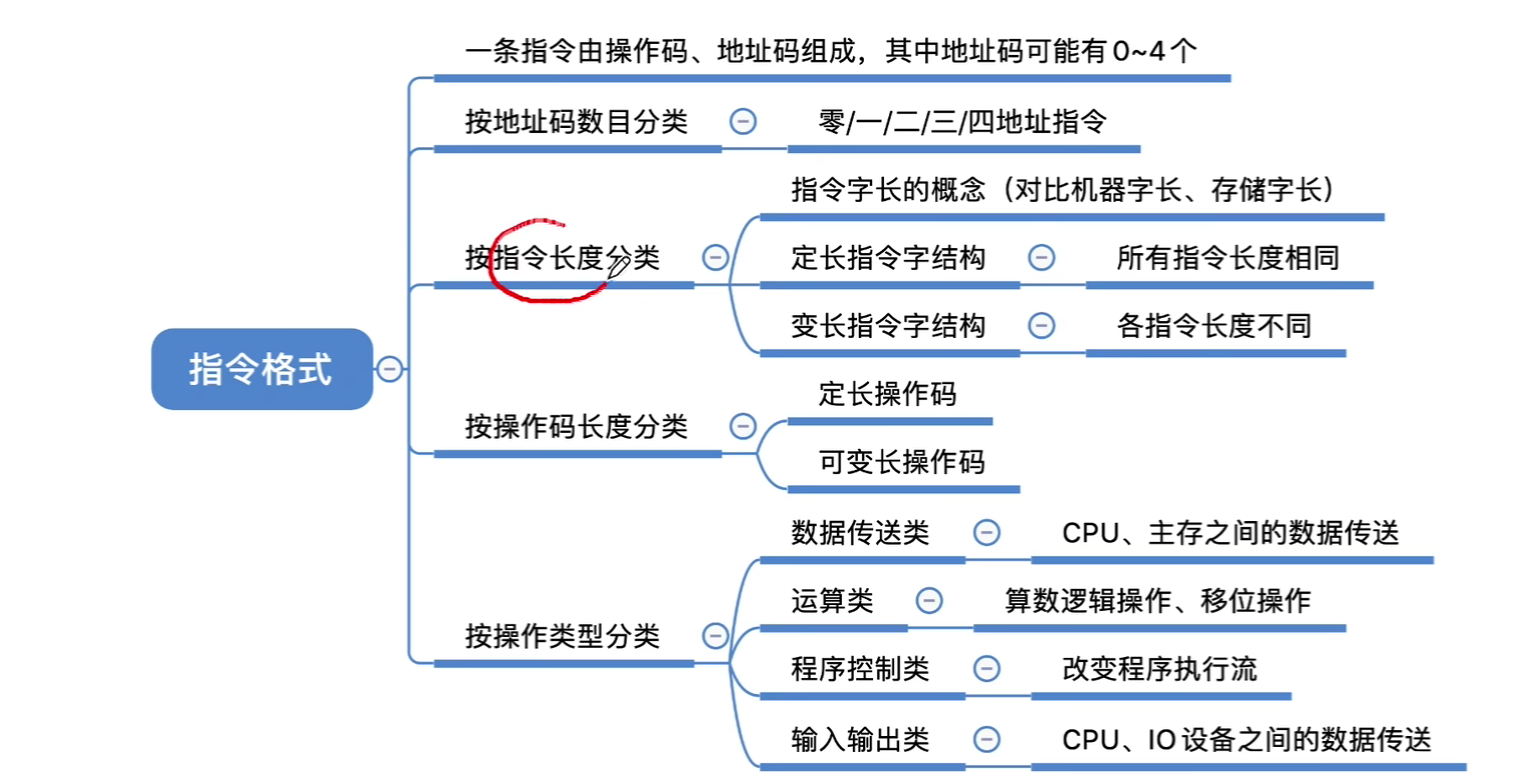 一条指令由操作码、地址码组成，其中地址码可能有0~4个
按地址码数目分类
零/一/二/三/四地址指令
指令字长的概念（对比机器字长、存储字长）
按指令长度分类
定长指令字结构
所有指令长度相同
变长指令字结构
各指令长度不同
指令格式
定长操作码
按操作码长度分类
可变长操作码
数据传送类
CPU、主存之间的数据传送
运算类
算数逻辑操作、移位操作
按操作类型分类
程序控制类
改变程序执行流
输入输出类
CPU、IO设备之间的数据传送